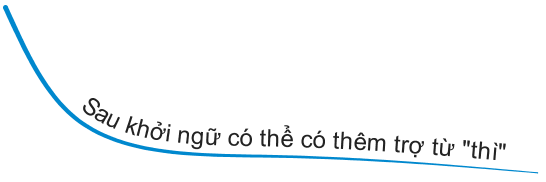 Sau khởi ngữ có thể có thêm trợ từ "thì"